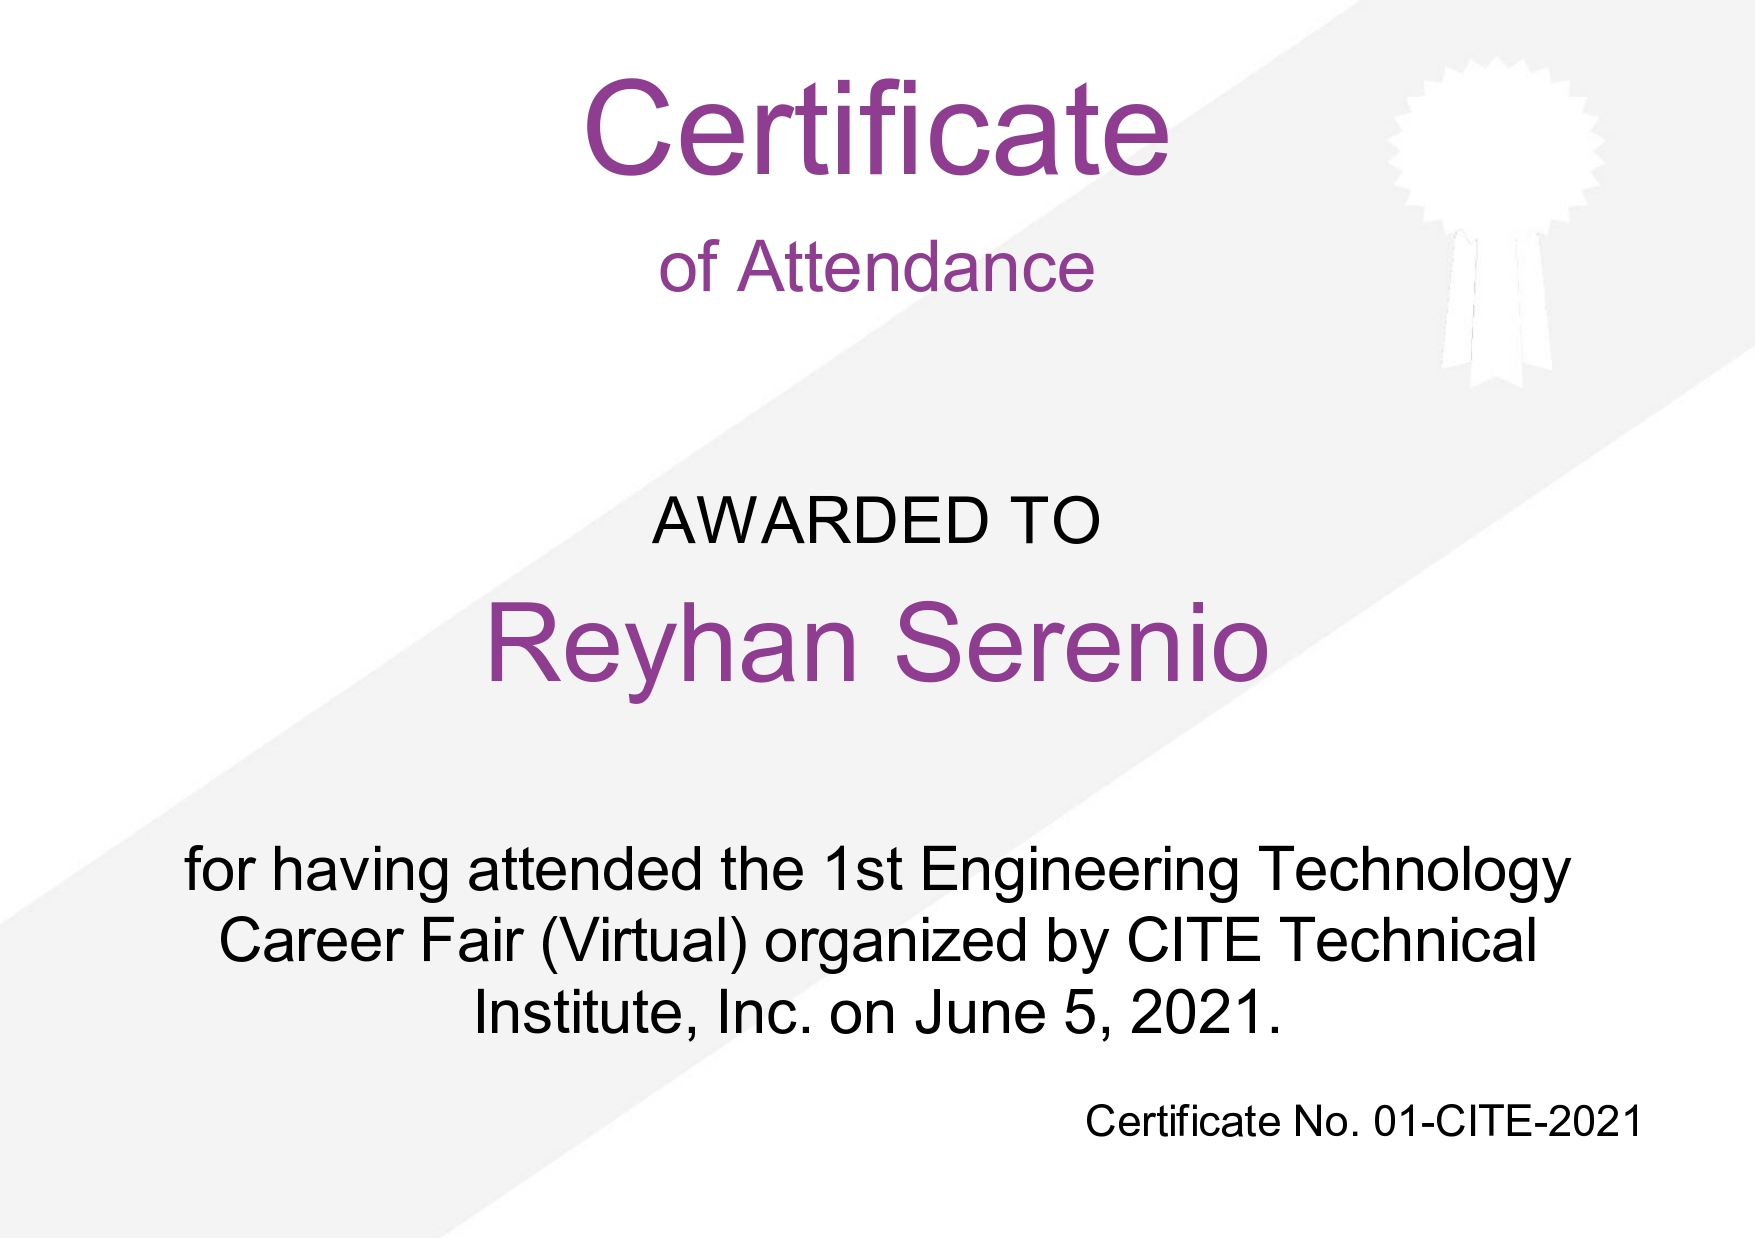 Certificate
of Attendance
AWARDED TO
Reyhan Serenio
for having attended the 1st Engineering Technology
Career Fair (Virtual) organized by CITE Technical
Institute, Inc. on June 5, 2021.
Certificate No. 01-CITE-2021